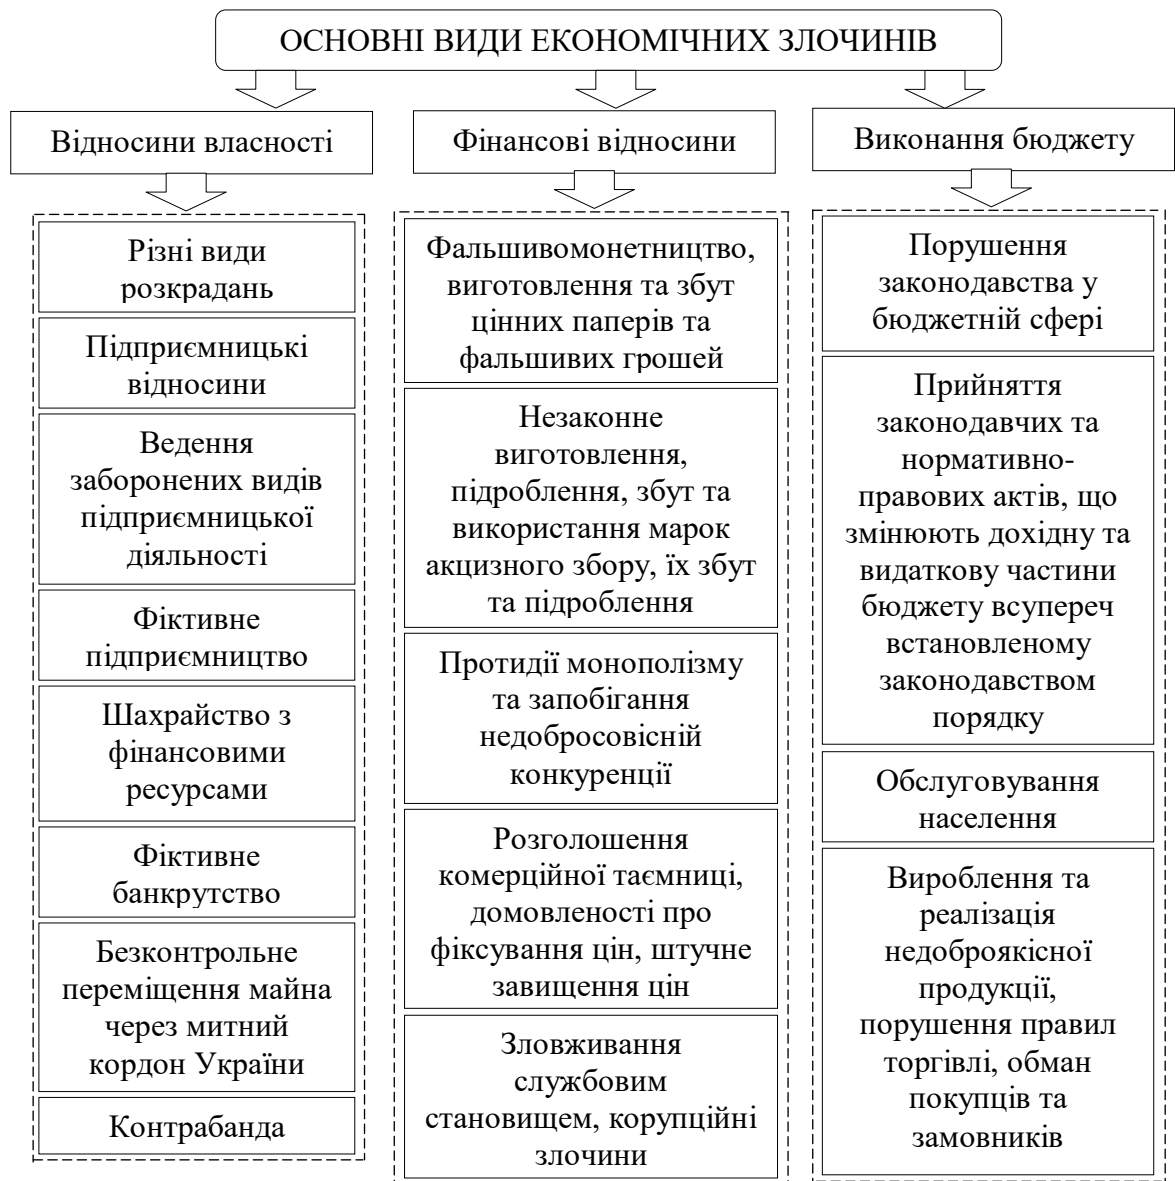 ОСНОВНІ ВИДИ ЕКОНОМІЧНИХ ЗЛОЧИНІВ
Відносини власності
Різні види
розкрадань
Підприємницькі
відносини
Ведення
заборонених видів
підприємницької
діяльності
Фіктивне
підприємництво
Шахрайство з
фінансовими
ресурсами
Фіктивне
банкрутство
Безконтрольне
переміщення майна
через митний
кордон України
Контрабанда
Фінансові відносини
Фальшивомонетництво,
виготовлення та збут
цінних паперів та
фальшивих грошей
Незаконне
виготовлення,
підроблення, збут та
використання марок
акцизного збору, їх збут
та підроблення
Протидії монополізму
та запобігання
недобросовісній
конкуренції
Розголошення
комерційної таємниці,
домовленості про
фіксування цін, штучне
завищення цін
Зловживання
службовим
становищем, корупційні
злочини
Виконання бюджету
Порушення
законодавства у
бюджетній сфері
Прийняття
законодавчих та
нормативно-
правових актів, що
змінюють дохідну та
видаткову частини
бюджету всупереч
встановленому
законодавством
порядку
Обслуговування
населення
Вироблення та
реалізація
недоброякісної
продукції,
порушення правил
торгівлі, обман
покупців та
замовників